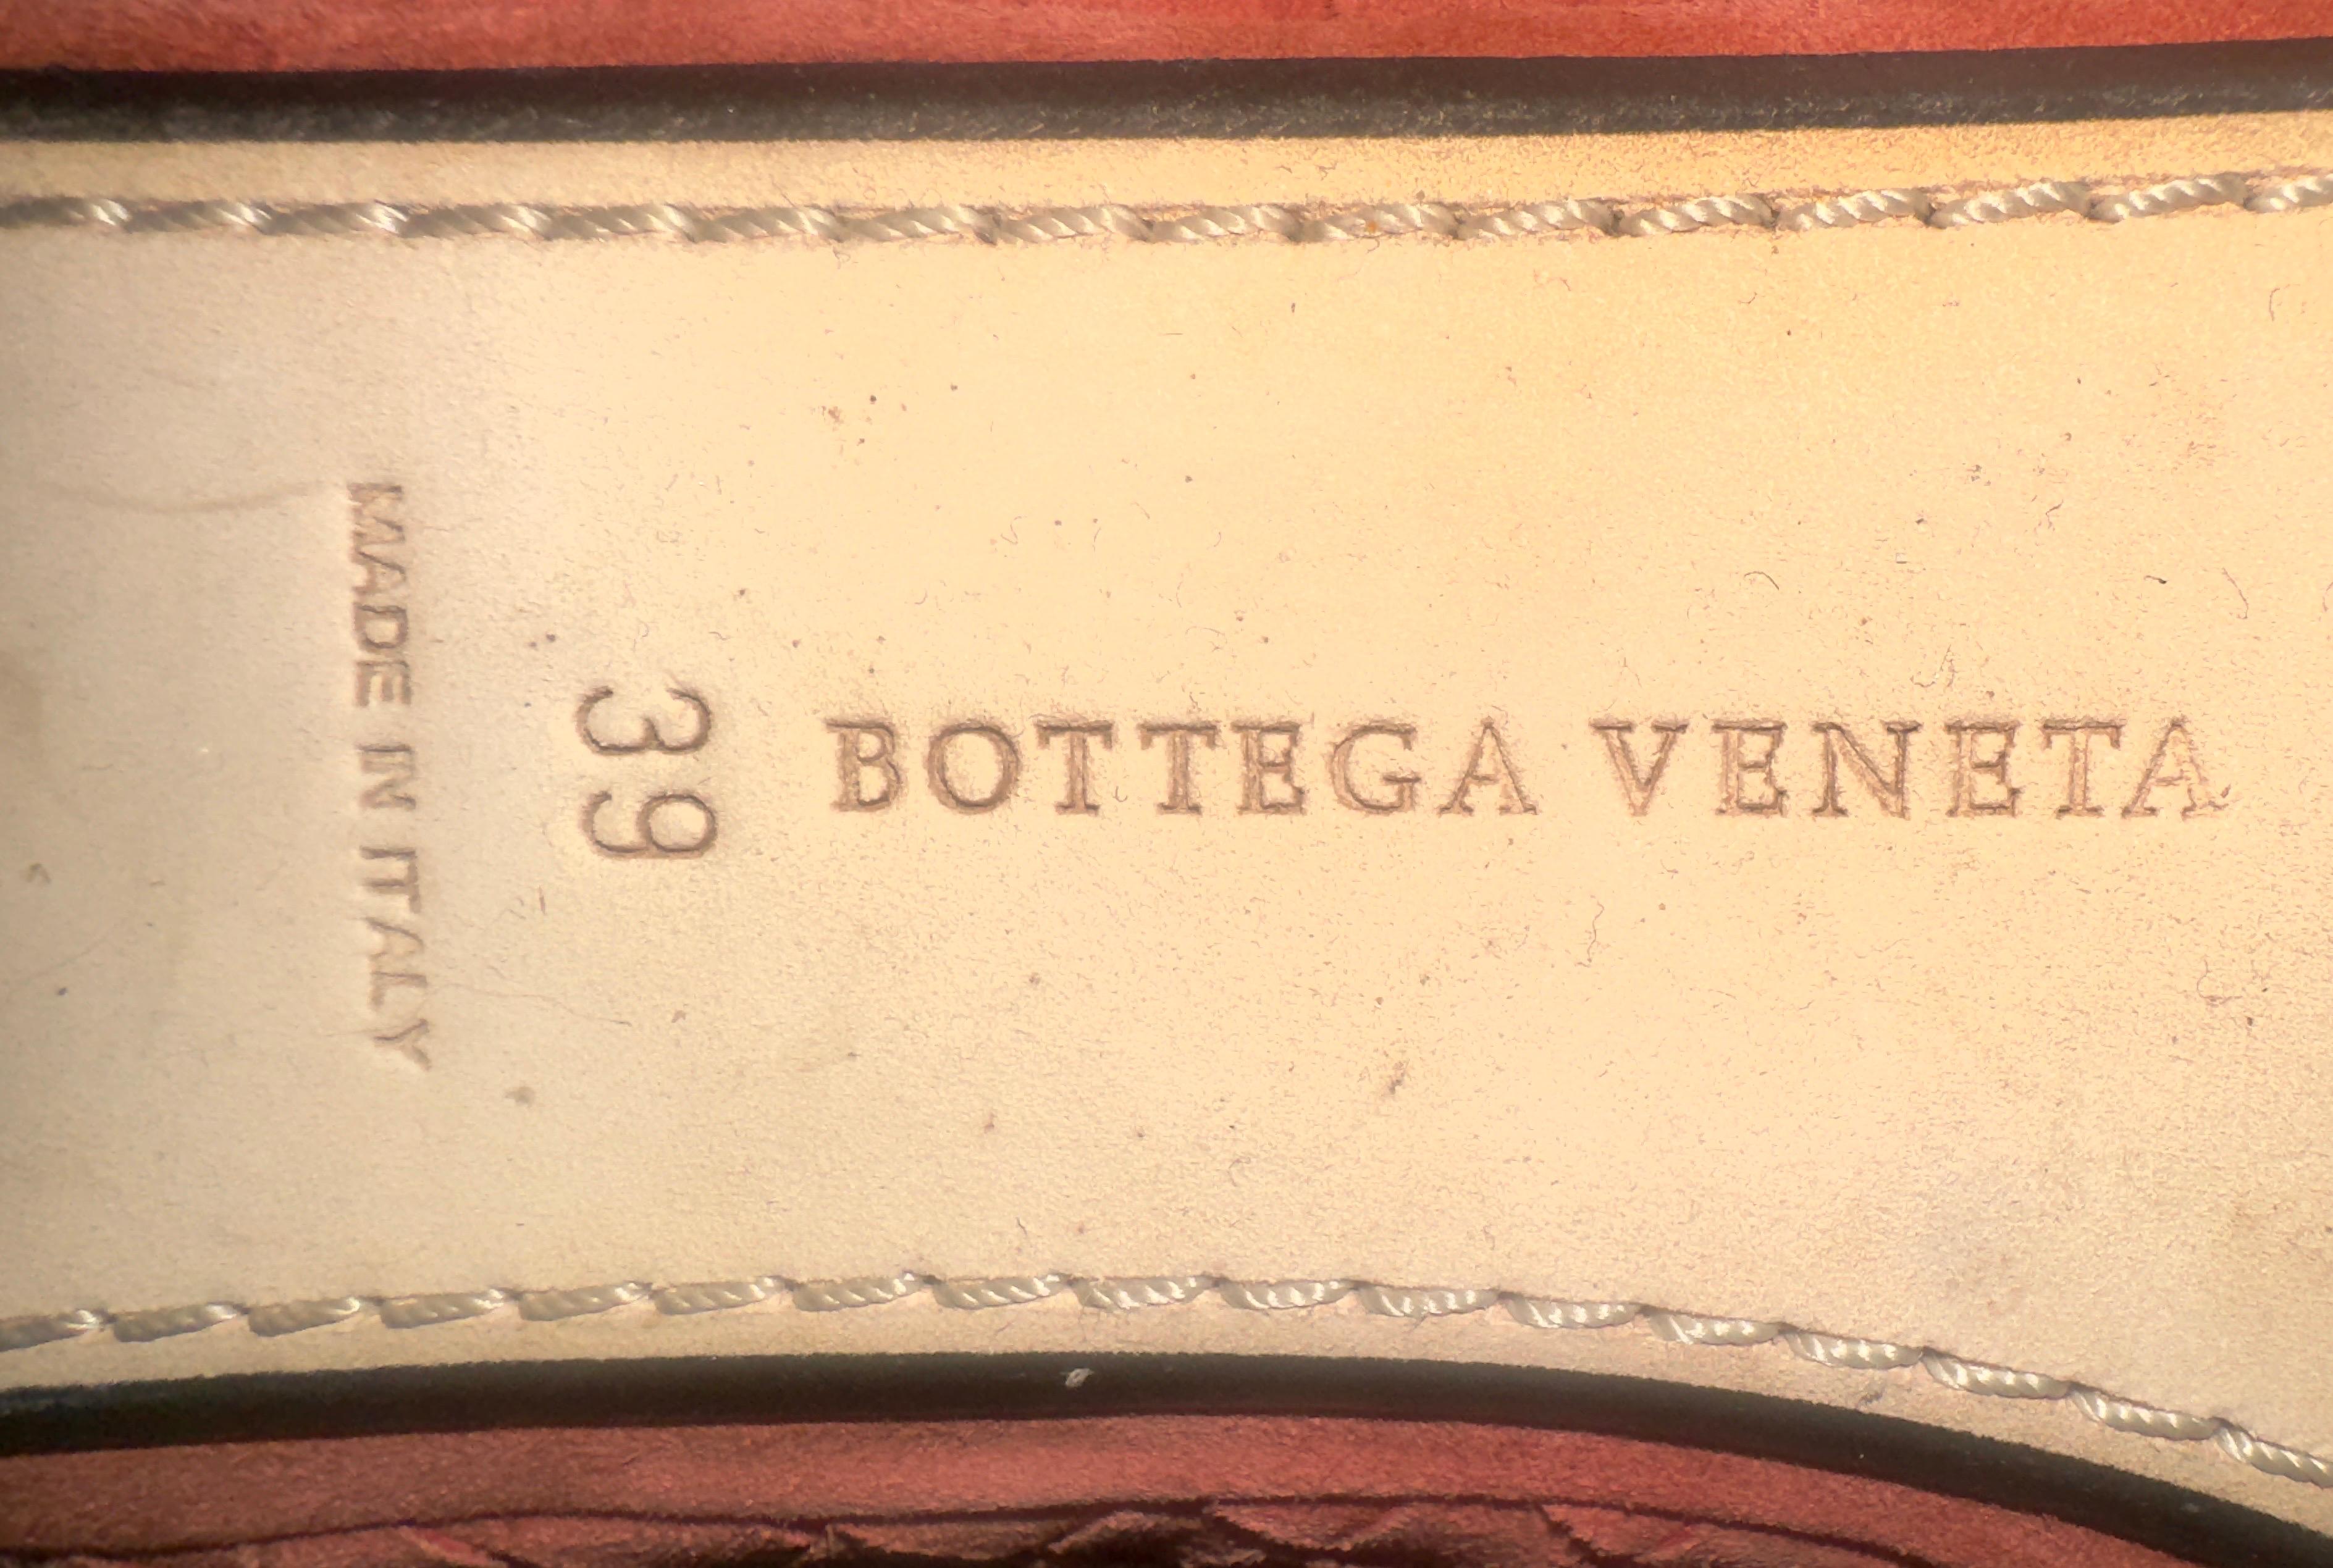 BOTTEGA VENETA
39
MADE IN ITALY